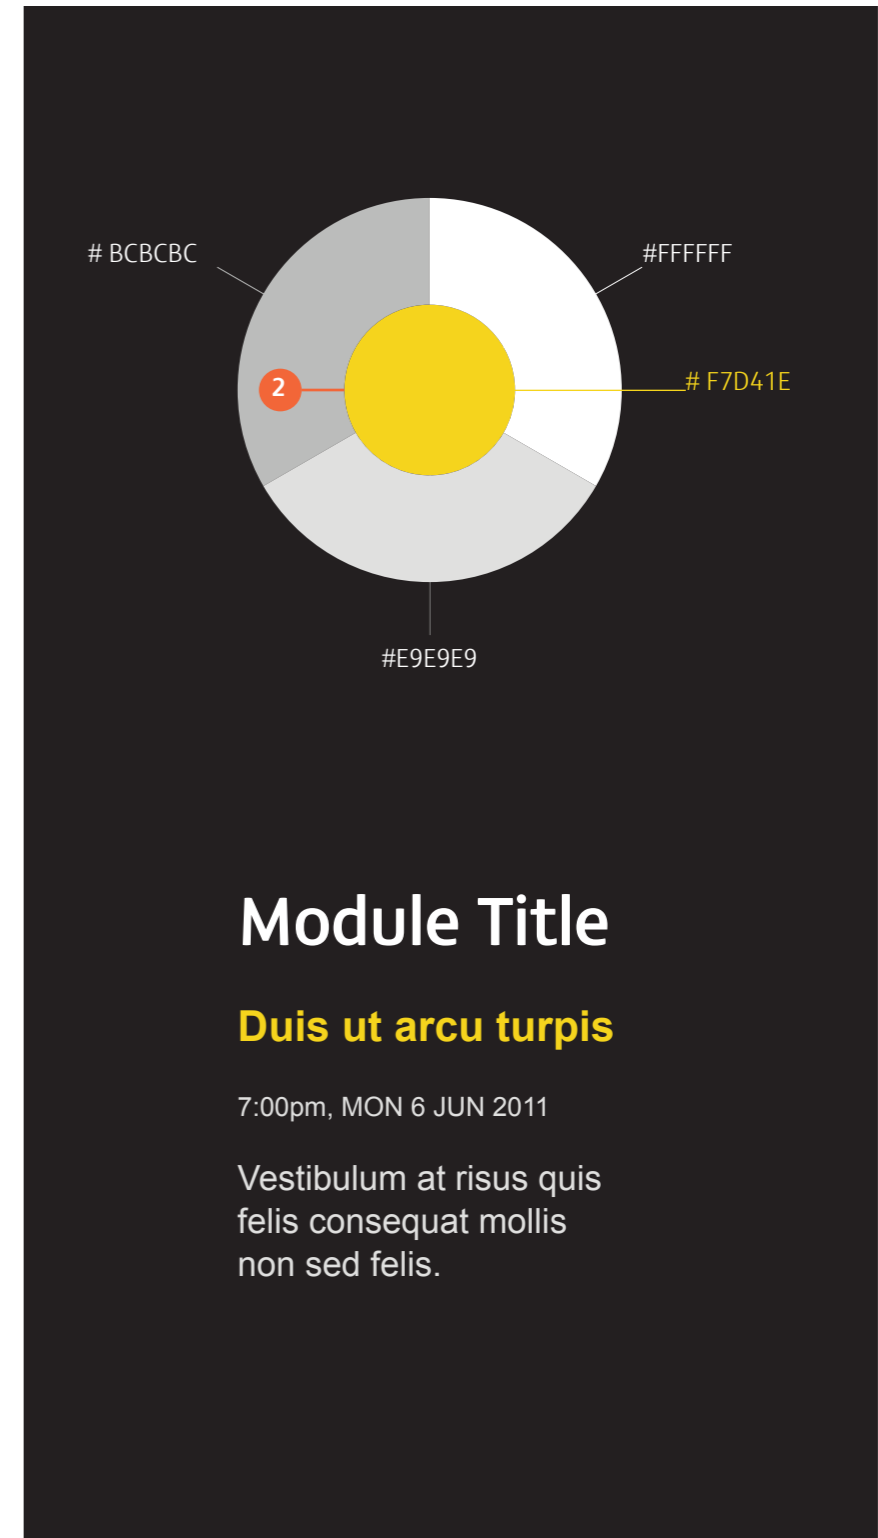 # BCBCBC
#FFFFFF
2
# F7D41E
#E9E9E9
Module Title
Duis ut arcu turpis
7:00pm, MON 6 JUN 2011
Vestibulum at risus quis
felis consequat mollis
non sed felis.